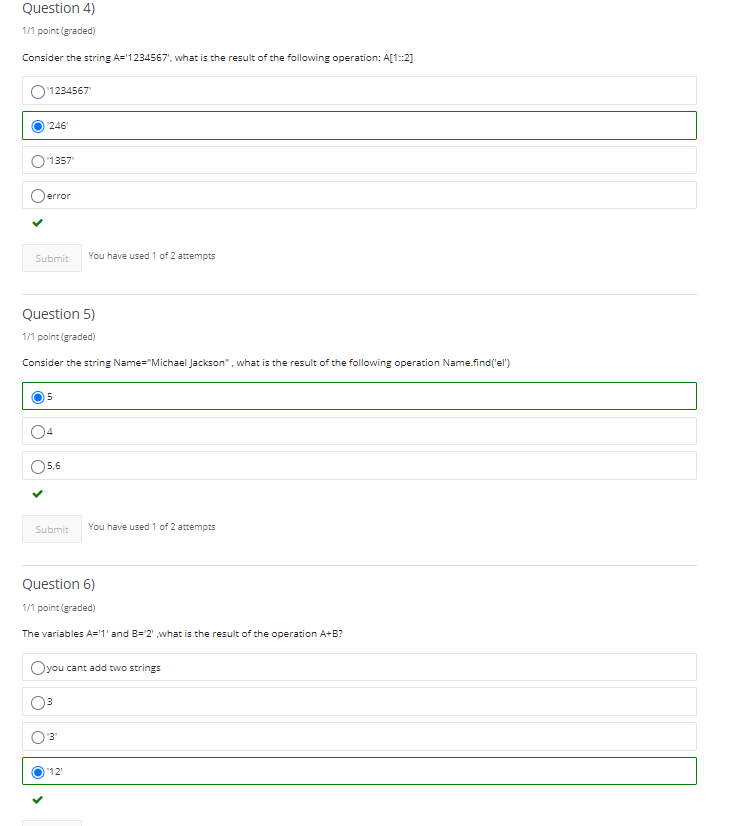 Question 4)
1/1 point (graded)
Consider the string A='1234567', what is the result of the following operation: A[1::2]
'1234567'
'246'
'1357'
error
Submit
You have used 1 of 2 attempts
Question 5)
1/1 point (graded)
Consider the string Name="Michael Jackson" , what is the result of the following operation Name.find('el')
5
4
5,6
Submit
You have used 1 of 2 attempts
Question 6)
1/1 point (graded)
The variables A='1' and B='2' ,what is the result of the operation A+B?
you cant add two strings
3
'3'
'12'